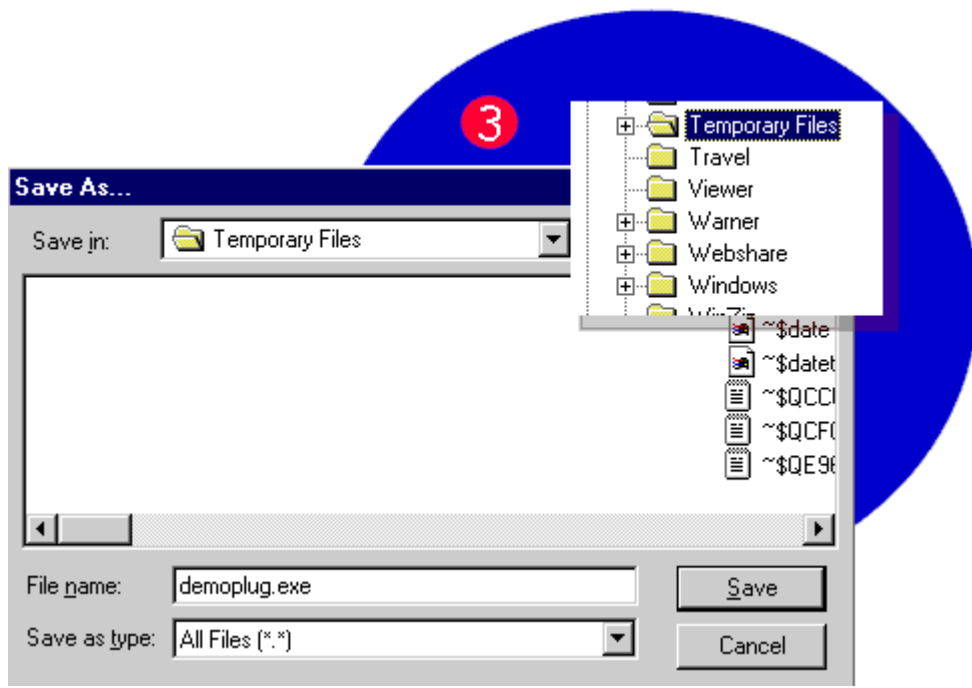 3
Temporary Files
Travel
Viewer
Warner
Webshare
Windows
Save As...
Save in: Temporary Files
~$date
~$datet
~$QCC
~$QCF
~$QE9
File name: demoplug.exe
Save
Save as type: All Files (*.*)
Cancel